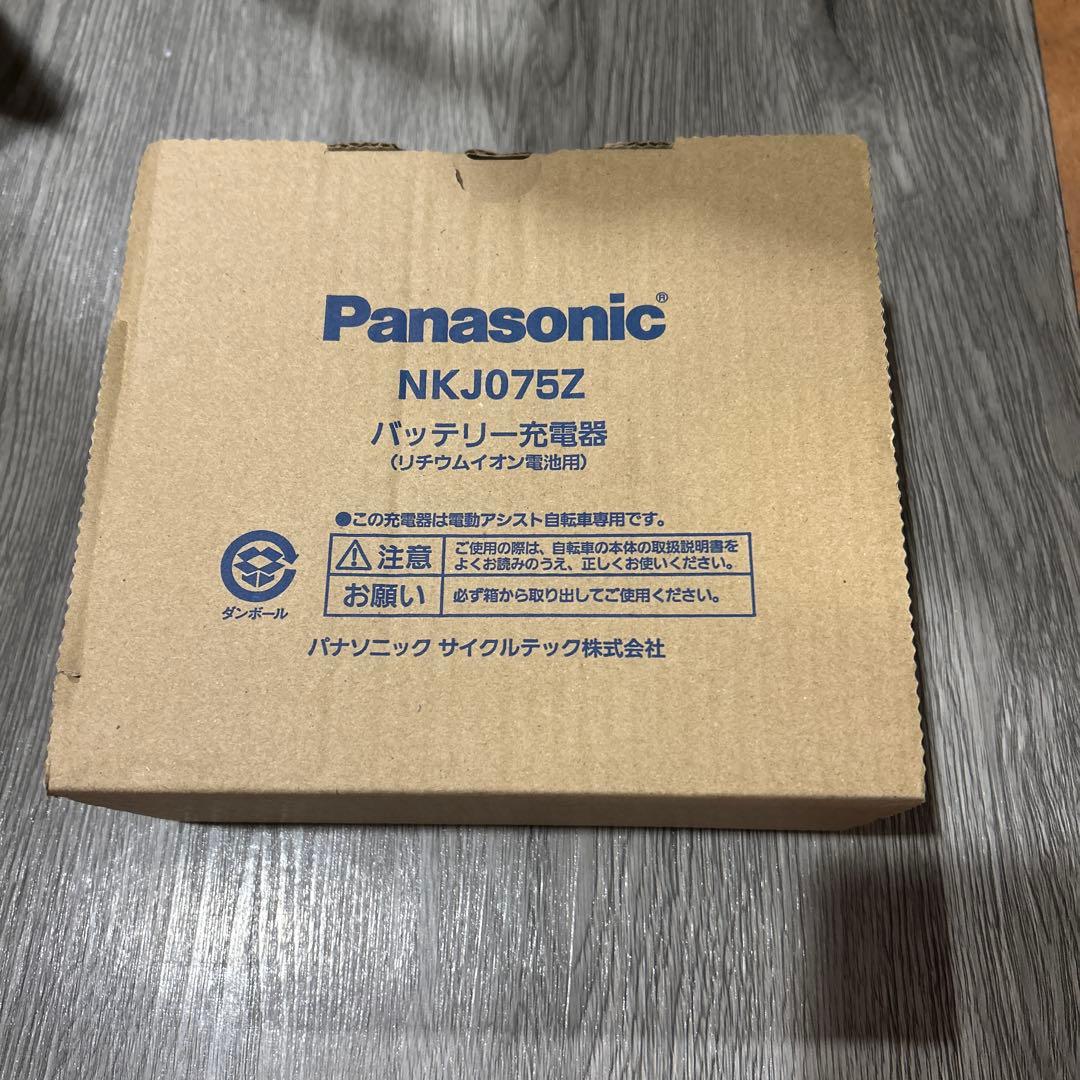 Panasonic®
NKJ075Z
バッテリー充電器
(リチウムイオン電池用)
●この充電器は電動アシスト自転車専用です。
注意 ご使用の際は、自転車の本体の取扱説明書を
よくお読みのうえ、正しくお使いください。
お願い 必ず箱から取り出してご使用ください。
ダンボール
パナソニック サイクルテック株式会社